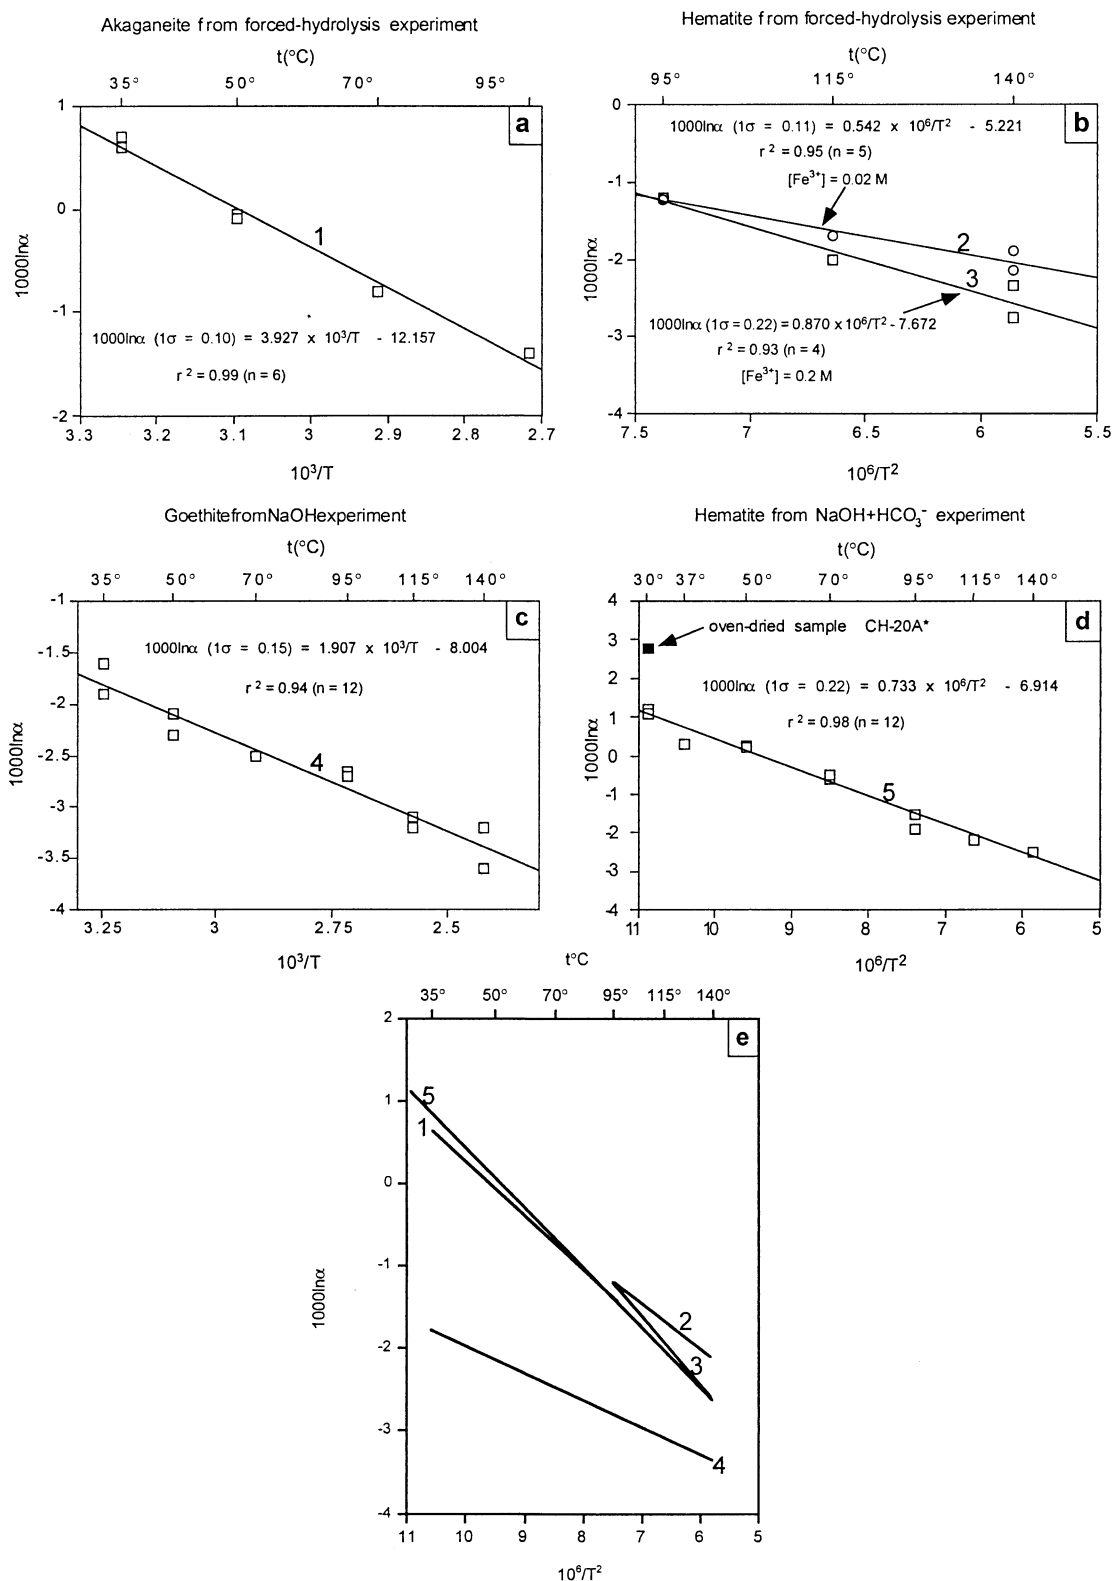 Akaganeite from forced-hydrolysis experiment
t(°C)
35° 50° 70° 95°
a
1
0
-1
-2
1
1000lnα
1000lnα (1σ = 0.10) = 3.927 x 10³/T - 12.157
r² = 0.99 (n = 6)
3.3 3.2 3.1 3 2.9 2.8 2.7
10³/T
Hematite from forced-hydrolysis experiment
t(°C)
95° 115° 140°
b
0
-1
-2
-3
-4
1000lnα (1σ = 0.11) = 0.542 x 10⁶/T² - 5.221
r² = 0.95 (n = 5)
[Fe³⁺] = 0.02 M
2
3
1000lnα
1000lnα (1σ = 0.22) = 0.870 x 10⁶/T² - 7.672
r² = 0.93 (n = 4)
[Fe³⁺] = 0.2 M
7.5 7 6.5 6 5.5
10⁶/T²
GoethitefromNaOHexperiment
t(°C)
35° 50° 70° 95° 115° 140°
c
-1
-1.5
-2
-2.5
-3
-3.5
-4
1000lnα (1σ = 0.15) = 1.907 x 10³/T - 8.004
r² = 0.94 (n = 12)
4
1000lnα
3.25 3 2.75 2.5
10³/T
Hematite from NaOH+HCO₃⁻ experiment
t(°C)
30° 37° 50° 70° 95° 115° 140°
d
4
3
2
1
0
-1
-2
-3
-4
oven-dried sample CH-20A*
1000lnα (1σ = 0.22) = 0.733 x 10⁶/T² - 6.914
r² = 0.98 (n = 12)
5
1000lnα
11 10 9 8 7 6 5
10⁶/T²
t°C
35° 50° 70° 95° 115° 140°
e
2
1
0
-1
-2
-3
-4
5
1
2
3
4
1000lnα
11 10 9 8 7 6 5
10⁶/T²